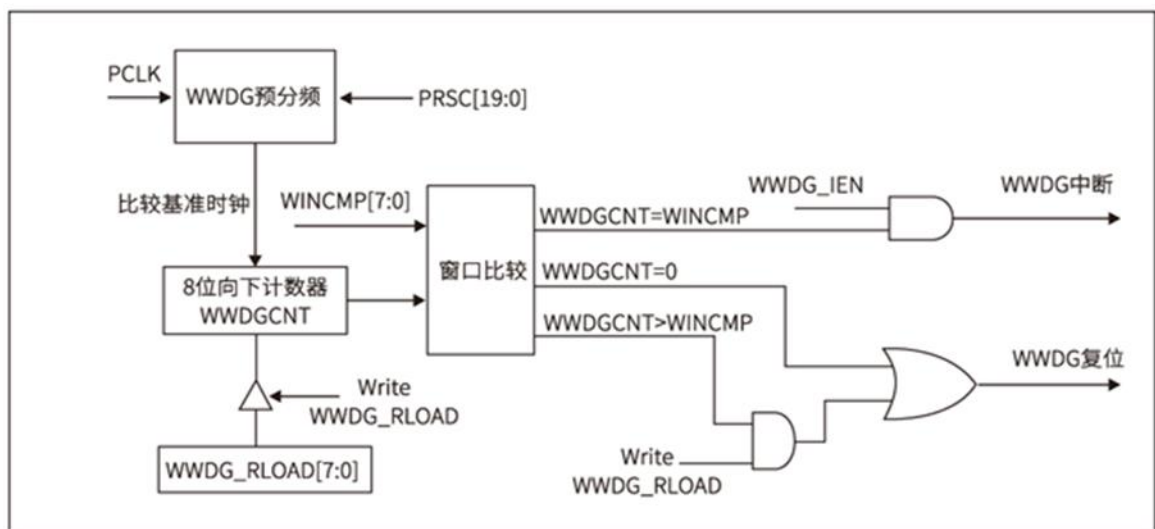 PCLK
WWDG预分频
PRSC[19:0]
比较基准时钟
WINCMP[7:0]
8位向下计数器
WWDGCNT
Write
WWDG_RLOAD
WWDG_RLOAD[7:0]
窗口比较
WWDG_IEN
WWDGCNT=WINCMP
WWDG中断
WWDGCNT=0
WWDGCNT>WINCMP
WWDG复位
Write
WWDG_RLOAD